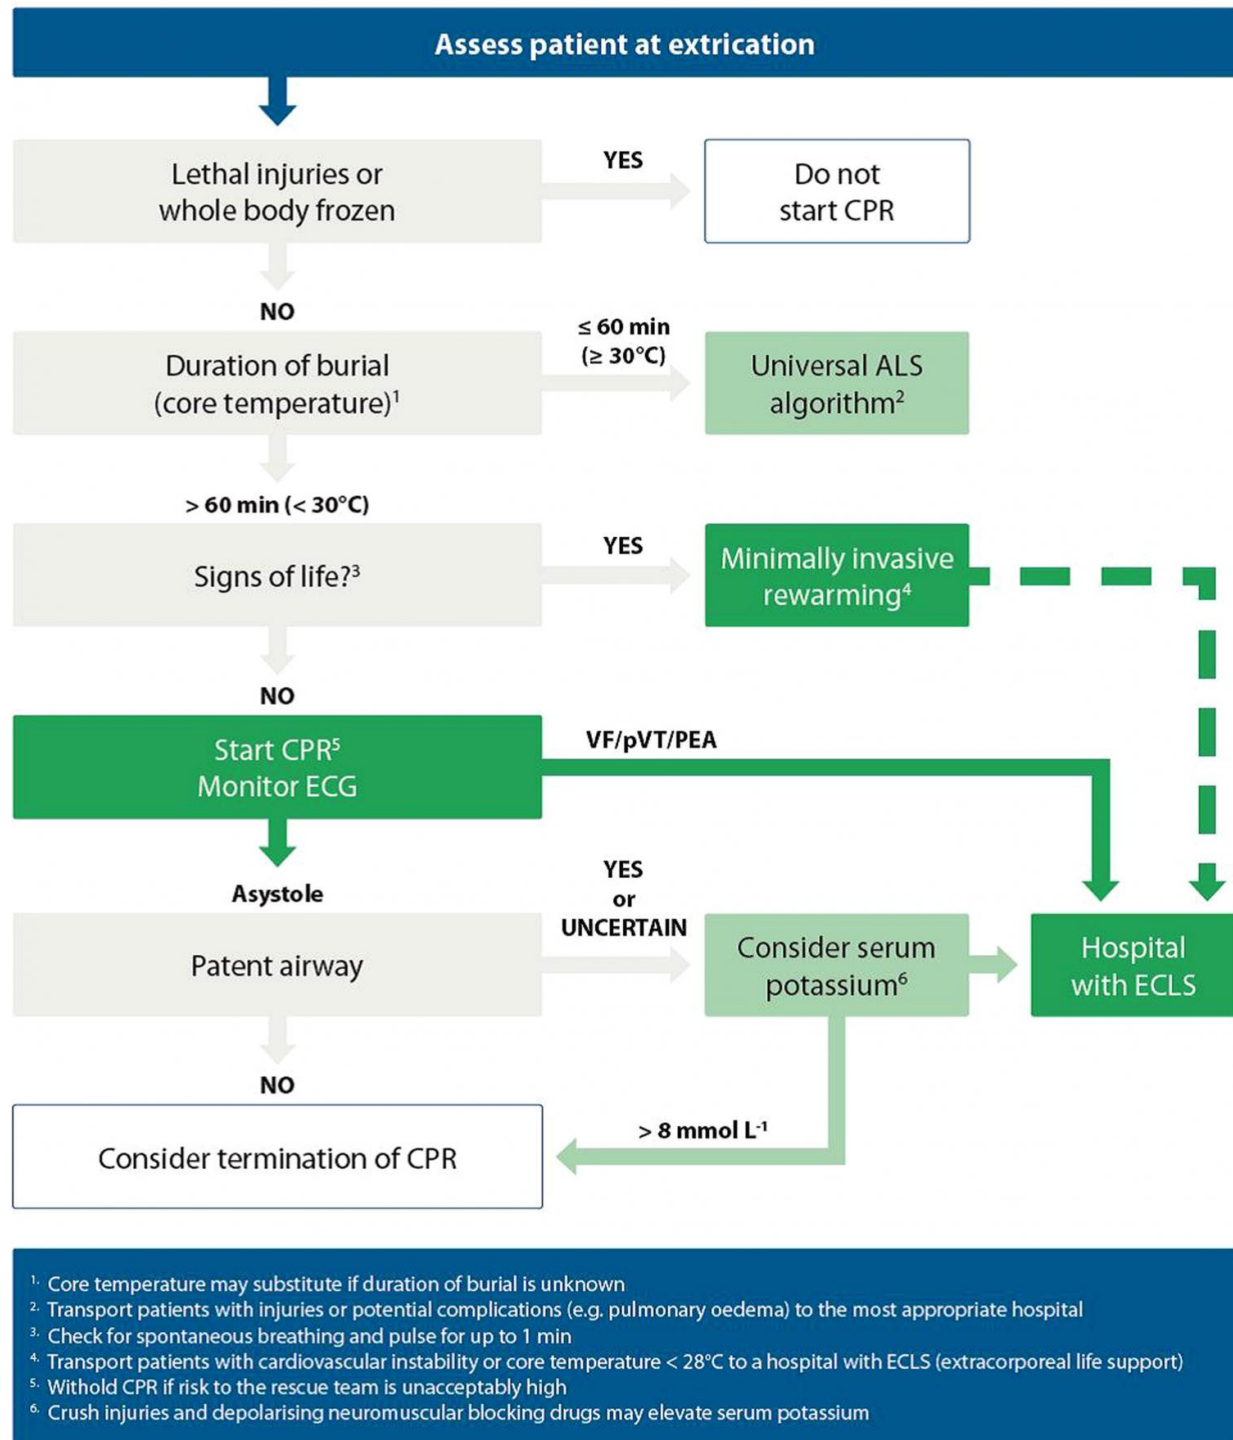 Assess patient at extrication
Lethal injuries or
whole body frozen
YES
Do not
start CPR
NO
Duration of burial
(core temperature)¹
≤ 60 min
(≥ 30°C)
Universal ALS
algorithm²
> 60 min (< 30°C)
Signs of life?³
YES
Minimally invasive
rewarming⁴
NO
Start CPR⁵
Monitor ECG
VF/pVT/PEA
Asystole
Patent airway
YES
or
UNCERTAIN
Consider serum
potassium⁶
Hospital
with ECLS
NO
Consider termination of CPR
> 8 mmol L⁻¹
1. Core temperature may substitute if duration of burial is unknown
2. Transport patients with injuries or potential complications (e.g. pulmonary oedema) to the most appropriate hospital
3. Check for spontaneous breathing and pulse for up to 1 min
4. Transport patients with cardiovascular instability or core temperature < 28°C to a hospital with ECLS (extracorporeal life support)
5. Withold CPR if risk to the rescue team is unacceptably high
6. Crush injuries and depolarising neuromuscular blocking drugs may elevate serum potassium